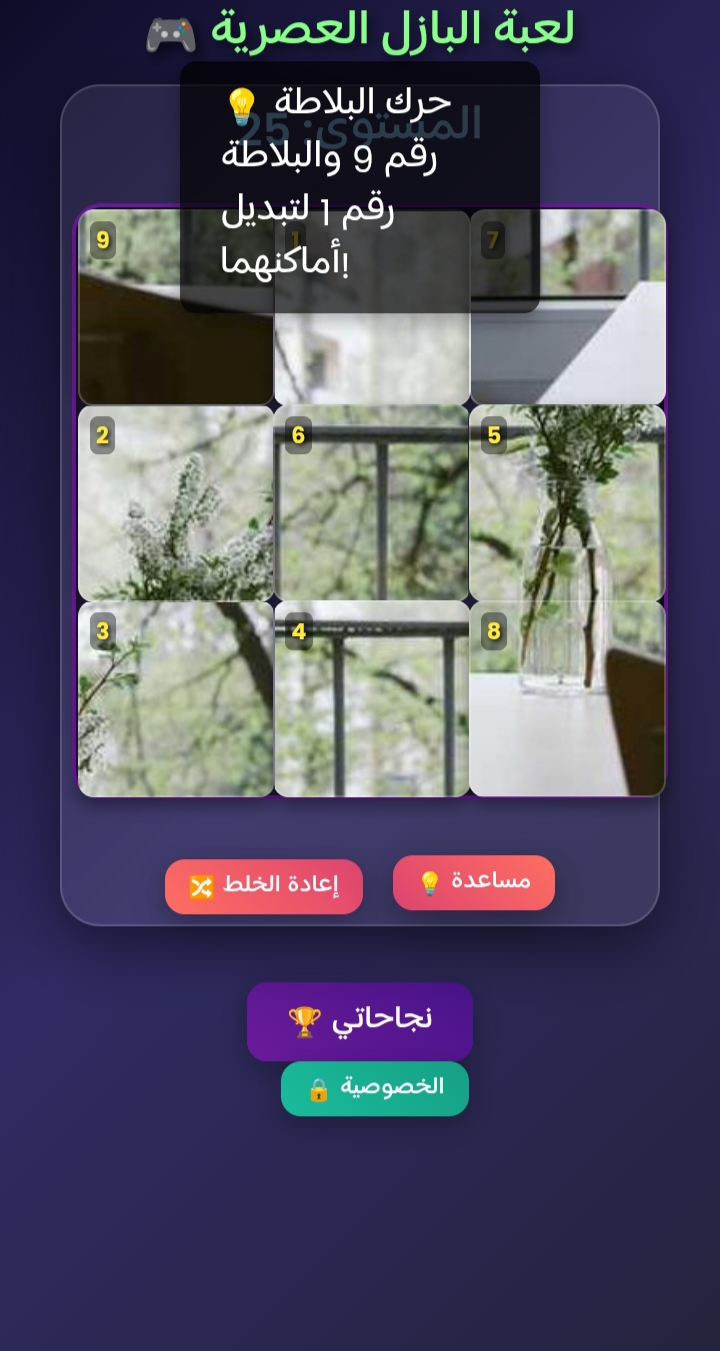 لعبة البازل العصرية 🎮
المستوى: 25
💡 حرك البلاطة
رقم 9 والبلاطة
رقم 1 لتبديل
أماكنهما!
9 1 7
2 6 5
3 4 8
مساعدة 💡
إعادة الخلط 🔀
نجاحاتي 🏆
الخصوصية 🔒